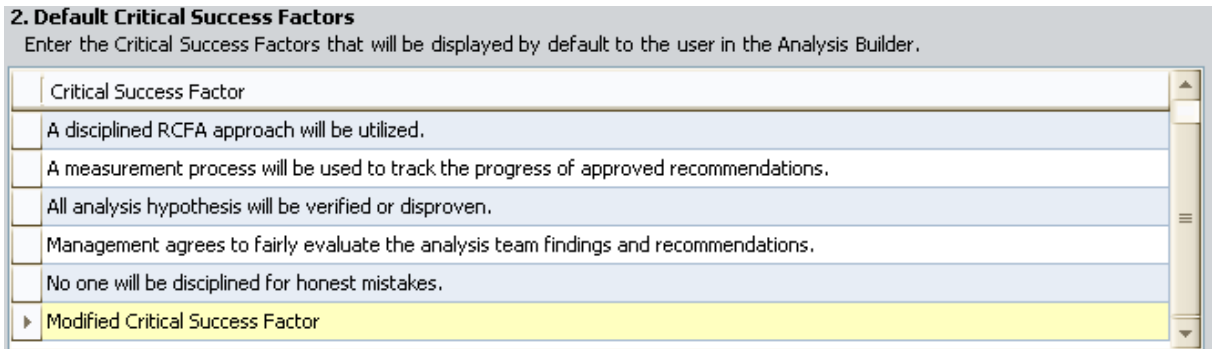 2. Default Critical Success Factors
Enter the Critical Success Factors that will be displayed by default to the user in the Analysis Builder.
Critical Success Factor
A disciplined RCFA approach will be utilized.
A measurement process will be used to track the progress of approved recommendations.
All analysis hypothesis will be verified or disproven.
Management agrees to fairly evaluate the analysis team findings and recommendations.
No one will be disciplined for honest mistakes.
Modified Critical Success Factor